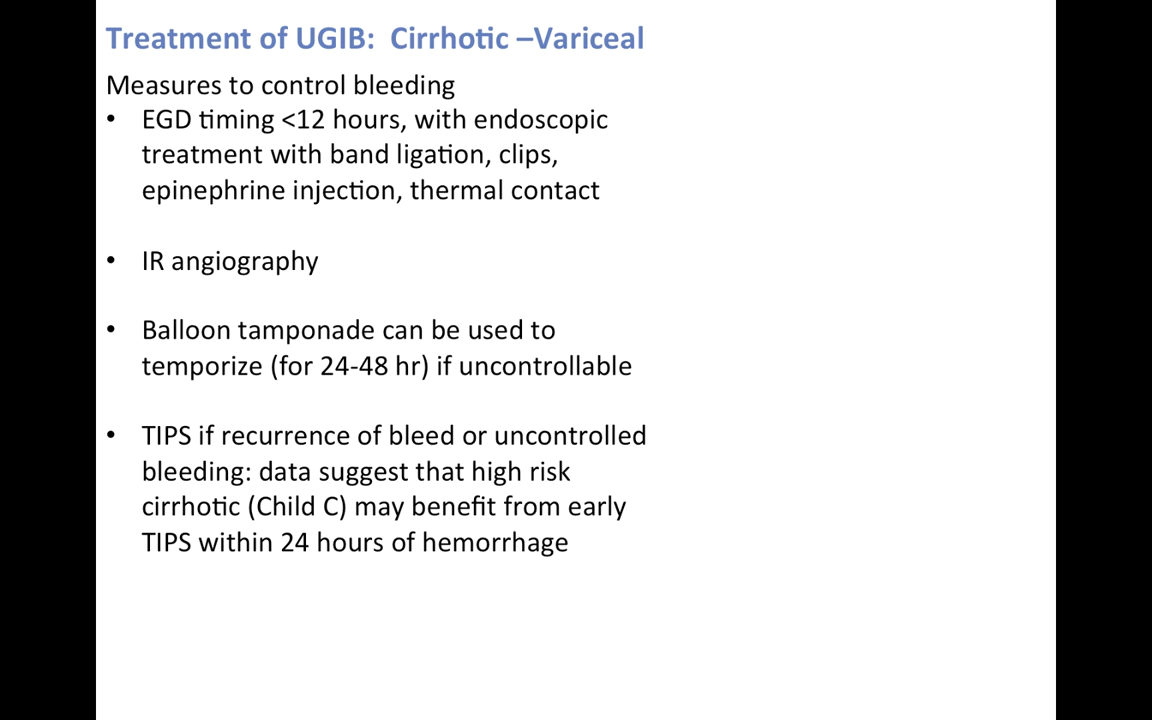 Treatment of UGIB:  Cirrhotic –Variceal
Measures to control bleeding
• EGD timing <12 hours, with endoscopic
treatment with band ligation, clips,
epinephrine injection, thermal contact
• IR angiography
• Balloon tamponade can be used to
temporize (for 24-48 hr) if uncontrollable
• TIPS if recurrence of bleed or uncontrolled
bleeding: data suggest that high risk
cirrhotic (Child C) may benefit from early
TIPS within 24 hours of hemorrhage